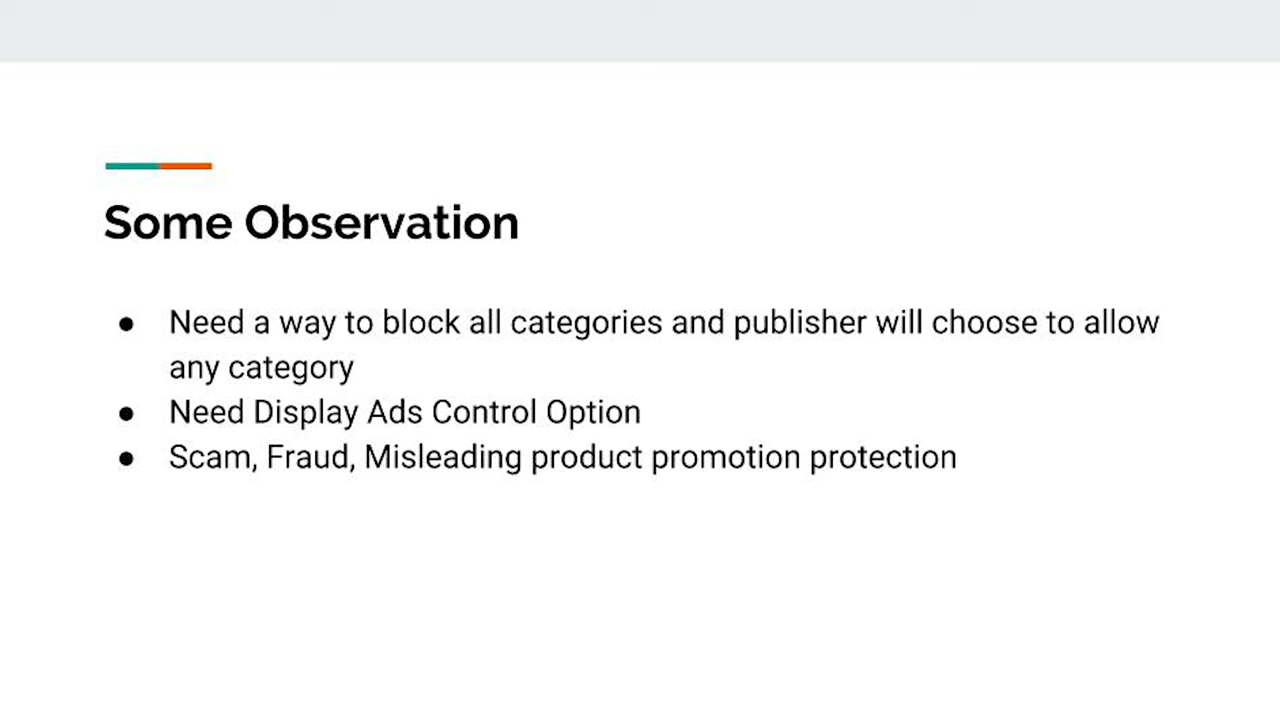 Some Observation
● Need a way to block all categories and publisher will choose to allow
any category
● Need Display Ads Control Option
● Scam, Fraud, Misleading product promotion protection